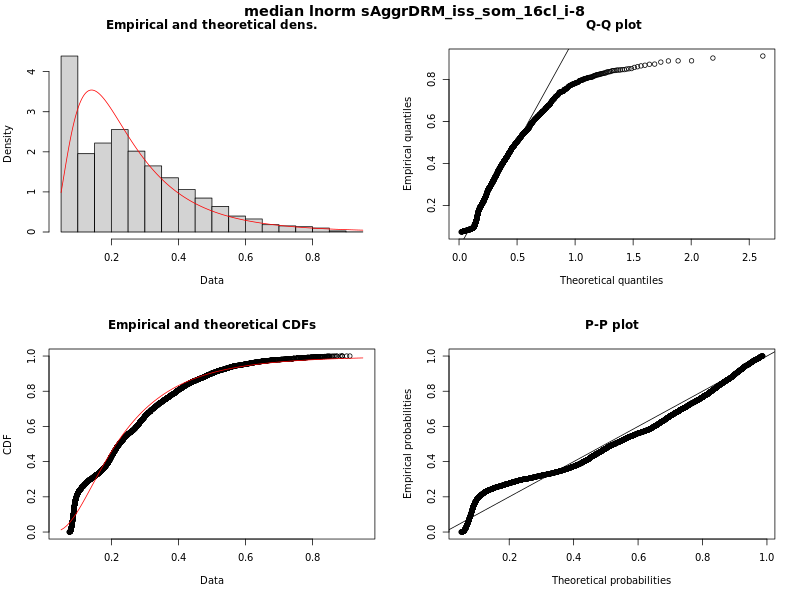 median lnorm sAggrDRM_iss_som_16cl_i-8
Empirical and theoretical dens.
Density
0 1 2 3 4
0.2 0.4 0.6 0.8
Data
Q-Q plot
Empirical quantiles
0.2 0.4 0.6 0.8
0.0 0.5 1.0 1.5 2.0 2.5
Theoretical quantiles
Empirical and theoretical CDFs
CDF
0.0 0.2 0.4 0.6 0.8 1.0
0.2 0.4 0.6 0.8
Data
P-P plot
Empirical probabilities
0.0 0.2 0.4 0.6 0.8 1.0
0.2 0.4 0.6 0.8 1.0
Theoretical probabilities